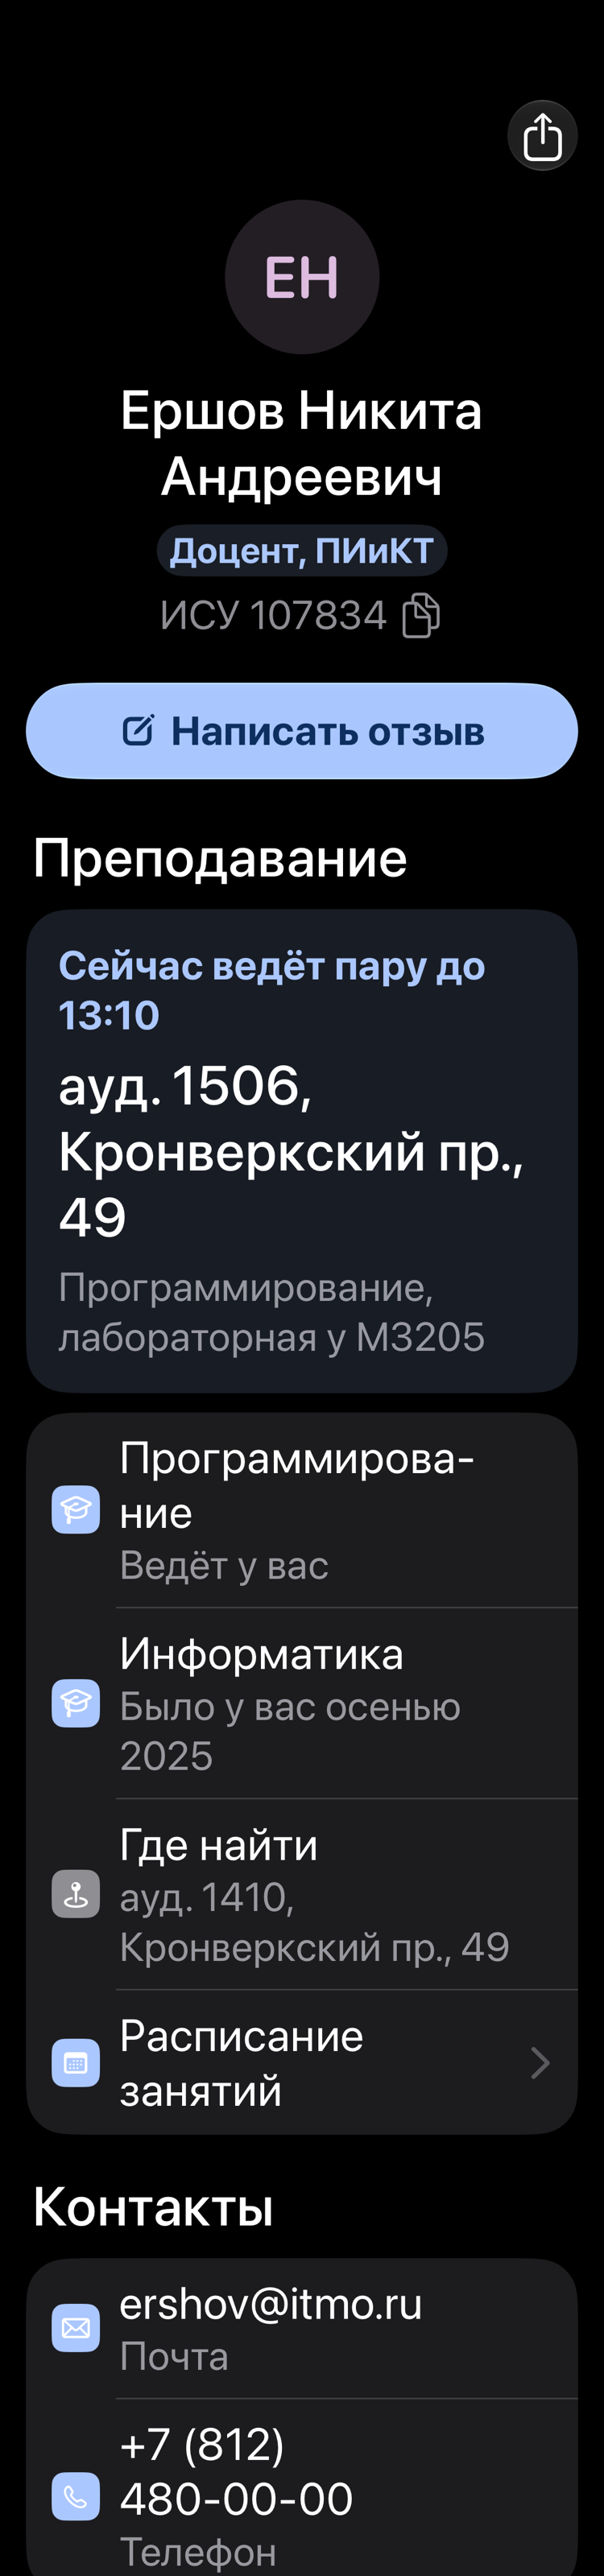 ЕН
Ершов Никита
Андреевич
Доцент, ПИиКТ
ИСУ 107834
Написать отзыв
Преподавание
Сейчас ведёт пару до
13:10
ауд. 1506,
Кронверкский пр.,
49
Программирование,
лабораторная у M3205
Программирова-
ние
Ведёт у вас
Информатика
Было у вас осенью
2025
Где найти
ауд. 1410,
Кронверкский пр., 49
Расписание
занятий
Контакты
ershov@itmo.ru
Почта
+7 (812)
480-00-00
Телефон